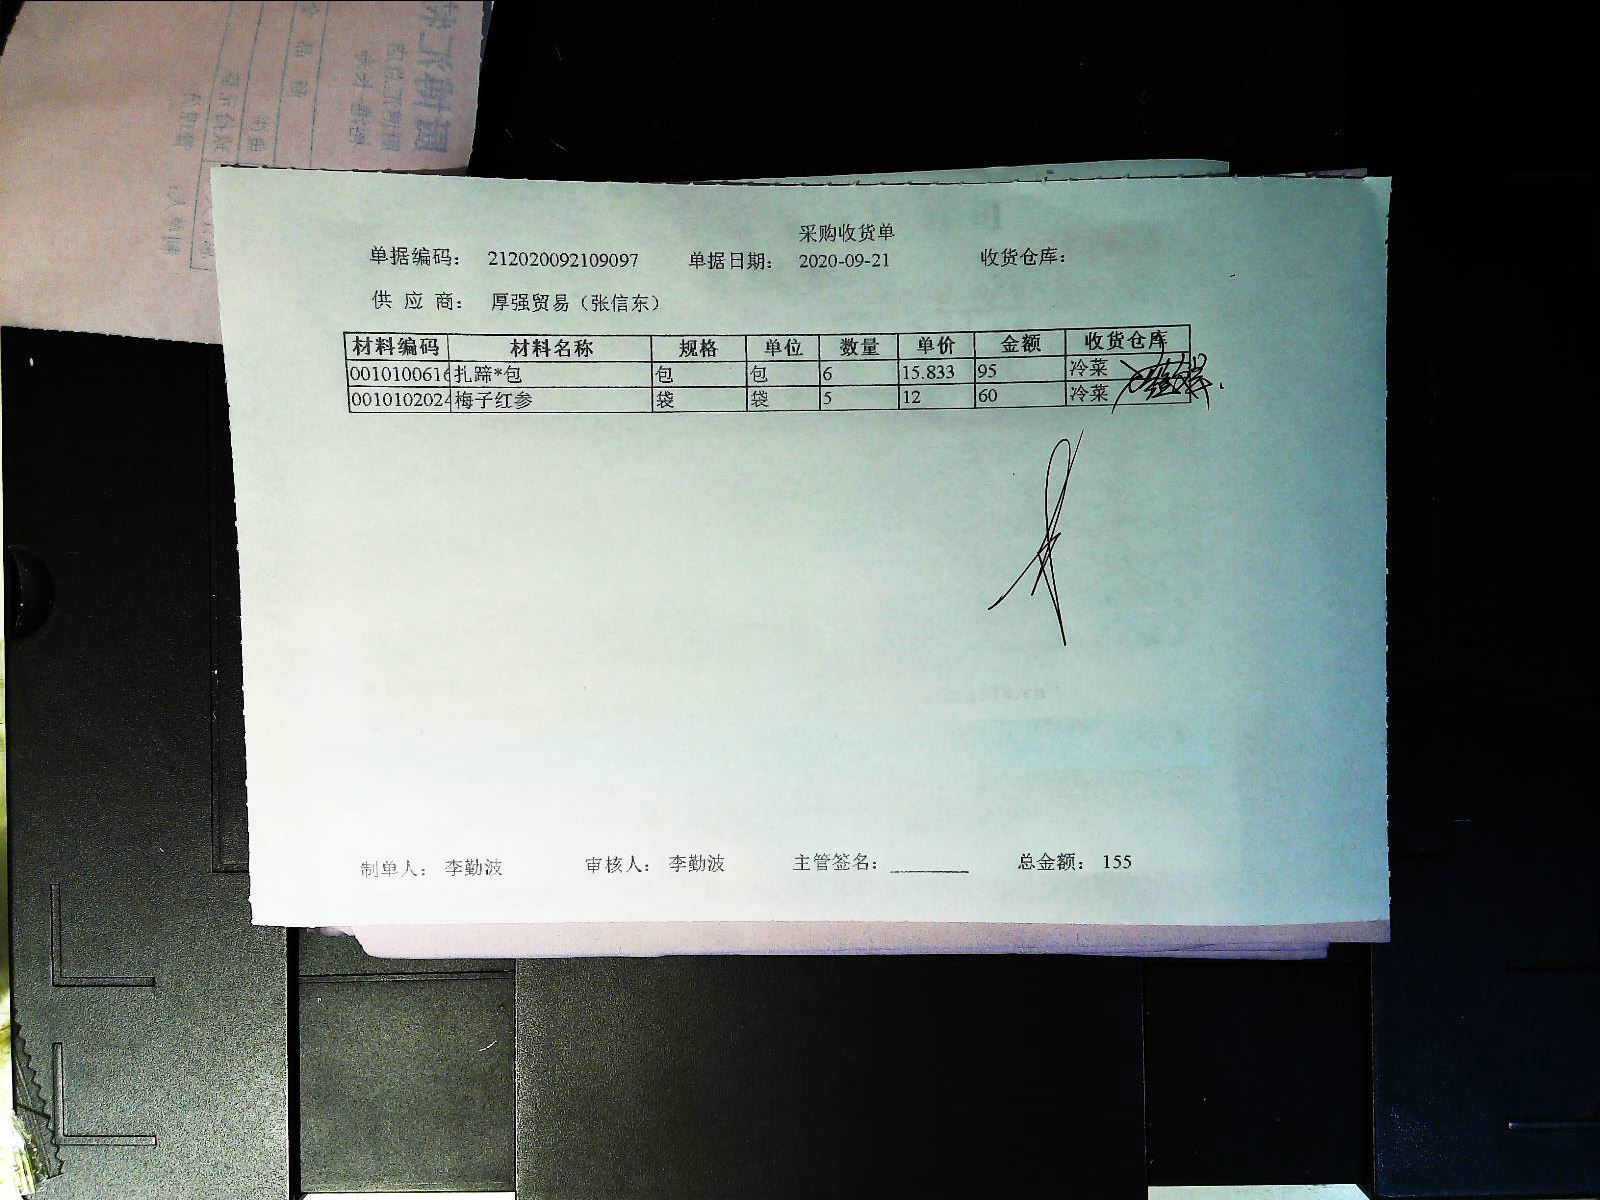 采购收货单
单据编码： 212020092109097 单据日期： 2020-09-21 收货仓库：
供 应 商： 厚强贸易（张信东）
材料编码 材料名称 规格 单位 数量 单价 金额 收货仓库
0010100616 扎蹄*包 包 包 6 15.833 95 冷菜
0010102024 梅子红参 袋 袋 5 12 60 冷菜
制单人： 李勤波 审核人： 李勤波 主管签名： 总金额： 155